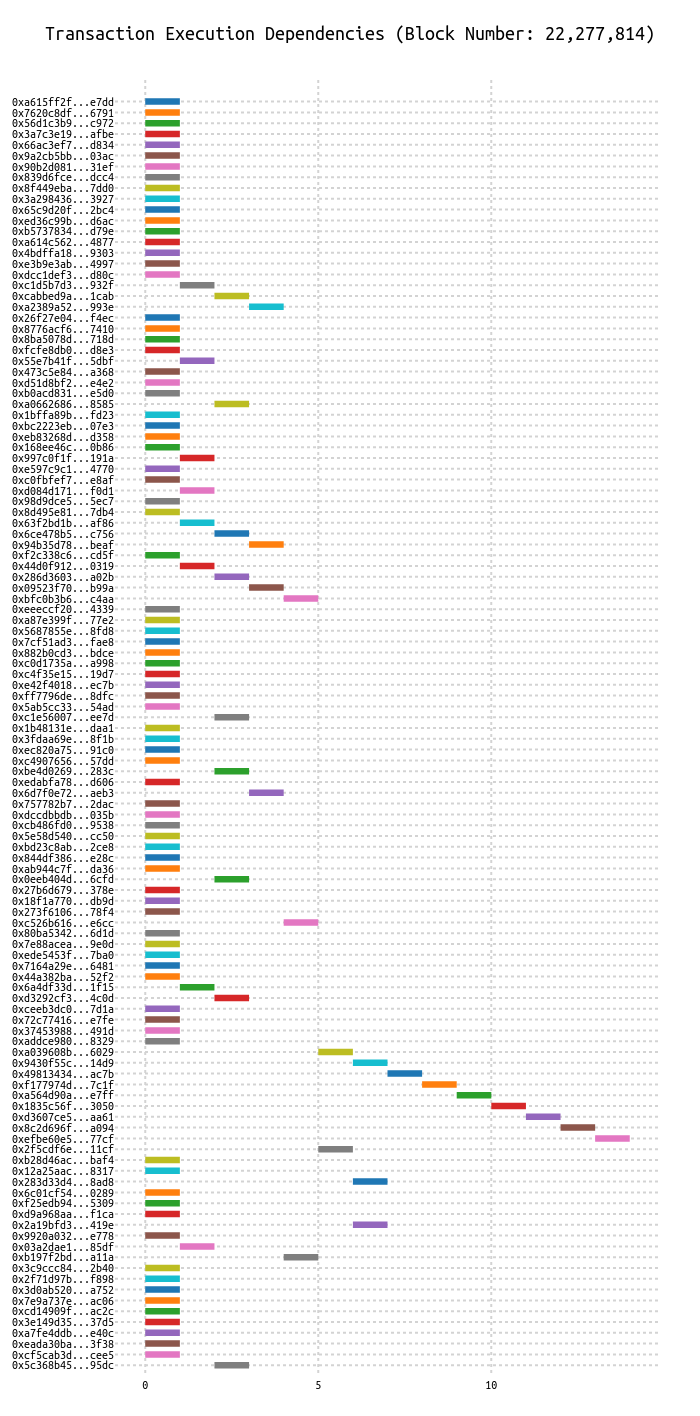 Transaction Execution Dependencies (Block Number: 22,277,814)
0xa615ff2f...e7dd
0x7620c8df...6791
0x56d1c3b9...c972
0x3a7c3e19...afbe
0x66ac3ef7...d834
0x9a2cb5bb...03ac
0x90b2d081...31ef
0x839d6fce...dcc4
0x8f449eba...7dd0
0x3a298436...3927
0x65c9d20f...2bc4
0xed36c99b...d6ac
0xb5737834...d79e
0xa614c562...4877
0x4bdffa18...9303
0xe3b9e3ab...4997
0xdcc1def3...d80c
0xc1d5b7d3...932f
0xcabbed9a...1cab
0xa2389a52...993e
0x26f27e04...f4ec
0x8776acf6...7410
0x8ba5078d...718d
0xfcfe8db0...d8e3
0x55e7b41f...5dbf
0x473c5e84...a368
0xd51d8bf2...e4e2
0xb0acd831...e5d0
0xa0662686...8585
0x1bffa89b...fd23
0xbc2223eb...07e3
0xeb83268d...d358
0x168ee46c...0b86
0x997c0f1f...191a
0xe597c9c1...4770
0xc0fbfef7...e8af
0xd084d171...f0d1
0x98d9dce5...5ec7
0x8d495e81...7db4
0x63f2bd1b...af86
0x6ce478b5...c756
0x94b35d78...beaf
0xf2c338c6...cd5f
0x44d0f912...0319
0x286d3603...a02b
0x09523f70...b99a
0xbfc0b3b6...c4aa
0xeeeccf20...4339
0xa87e399f...77e2
0x5687855e...8fd8
0x7cf51ad3...fae8
0x882b0cd3...bdce
0xc0d1735a...a998
0xc4f35e15...19d7
0xe42f4018...ec7b
0xff7796de...8dfc
0x5ab5cc33...54ad
0xc1e56007...ee7d
0x1b48131e...daa1
0x3fdaa69e...8f1b
0xec820a75...91c0
0xc4907656...57dd
0xbe4d0269...283c
0xedabfa78...d606
0x6d7f0e72...aeb3
0x757782b7...2dac
0xdccdbbdb...035b
0xcb486fd0...9538
0x5e58d540...cc50
0xbd23c8ab...2ce8
0x844df386...e28c
0xab944c7f...da36
0x0eeb404d...6cfd
0x27b6d679...378e
0x18f1a770...db9d
0x273f6106...78f4
0xc526b616...e6cc
0x80ba5342...6d1d
0x7e88acea...9e0d
0xede5453f...7ba0
0x7164a29e...6481
0x44a382ba...52f2
0x6a4df33d...1f15
0xd3292cf3...4c0d
0xceeb3dc0...7d1a
0x72c77416...e7fe
0x37453988...491d
0xaddce980...8329
0xa039608b...6029
0x9430f55c...14d9
0x49813434...ac7b
0xf177974d...7c1f
0xa564d90a...e7ff
0x1835c56f...3050
0xd3607ce5...aa61
0x8c2d696f...a094
0xefbe60e5...77cf
0x2f5cdf6e...11cf
0xb28d46ac...baf4
0x12a25aac...8317
0x283d33d4...8ad8
0x6c01cf54...0289
0xf25edb94...5309
0xd9a968aa...f1ca
0x2a19bfd3...419e
0x9920a032...e778
0x03a2dae1...85df
0xb197f2bd...a11a
0x3c9ccc84...2b40
0x2f71d97b...f898
0x3d0ab520...a752
0x7e9a737e...ac06
0xcd14909f...ac2c
0x3e149d35...37d5
0xa7fe4ddb...e40c
0xeada30ba...3f38
0xcf5cab3d...cee5
0x5c368b45...95dc
0 5 10